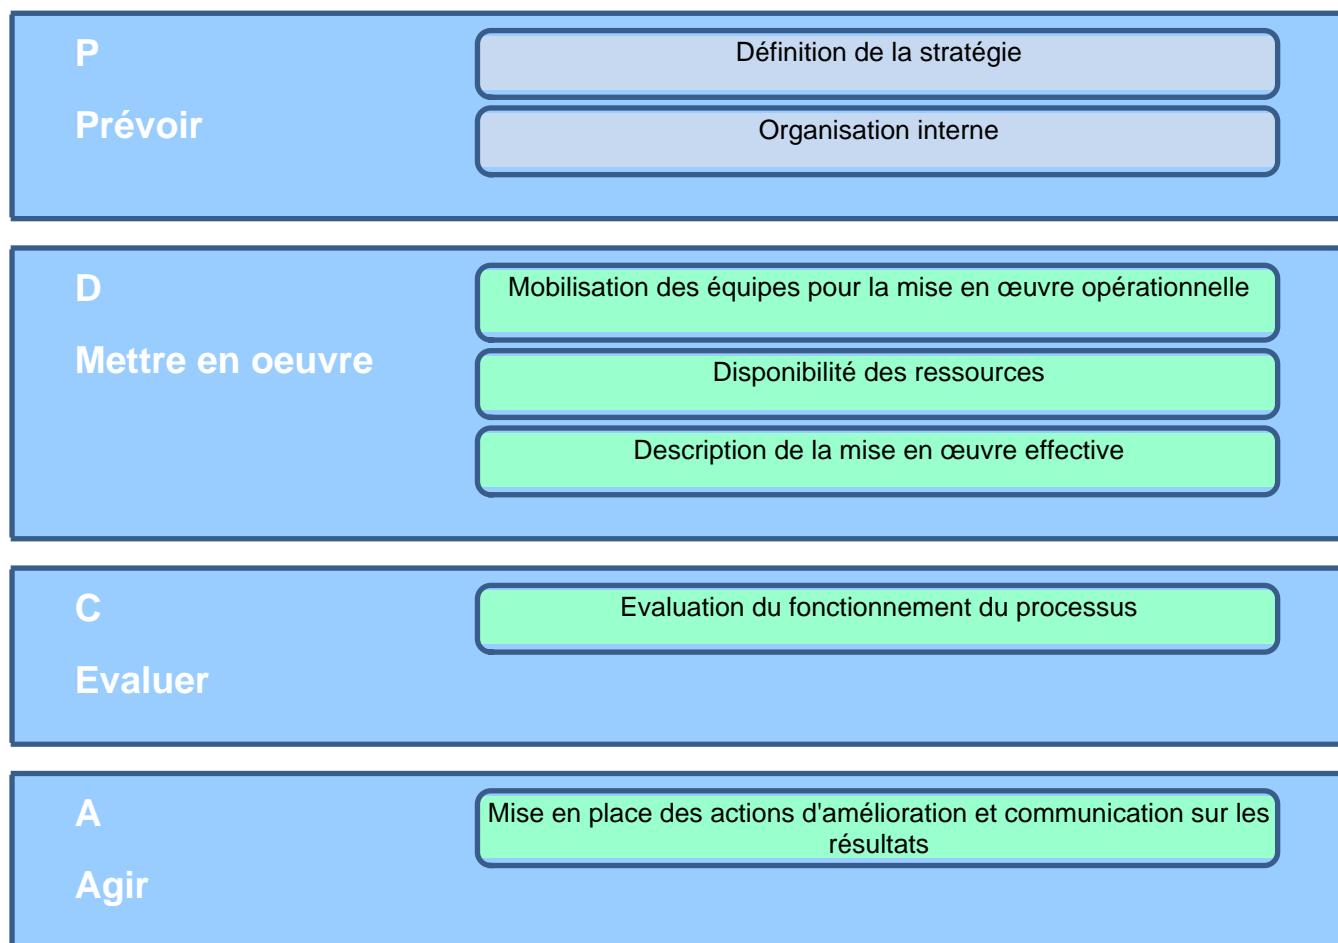 P
Définition de la stratégie
Prévoir
Organisation interne
D
Mobilisation des équipes pour la mise en œuvre opérationnelle
Mettre en oeuvre
Disponibilité des ressources
Description de la mise en œuvre effective
C
Evaluation du fonctionnement du processus
Evaluer
A
Mise en place des actions d'amélioration et communication sur les
résultats
Agir